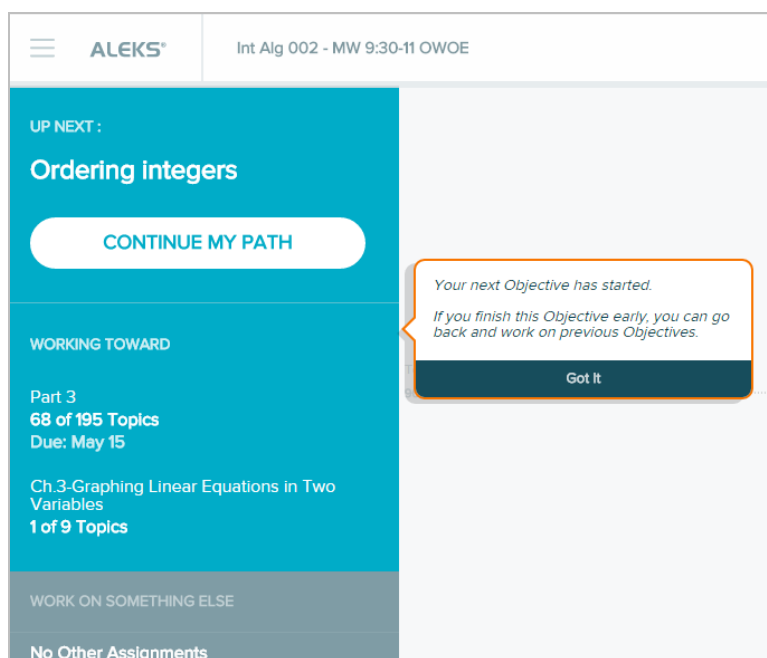 ALEKS®
Int Alg 002 - MW 9:30-11 OWOE
UP NEXT :
Ordering integers
CONTINUE MY PATH
Your next Objective has started.
If you finish this Objective early, you can go
back and work on previous Objectives.
Got It
WORKING TOWARD
Part 3
68 of 195 Topics
Due: May 15
Ch.3-Graphing Linear Equations in Two
Variables
1 of 9 Topics
WORK ON SOMETHING ELSE
No Other Assignments